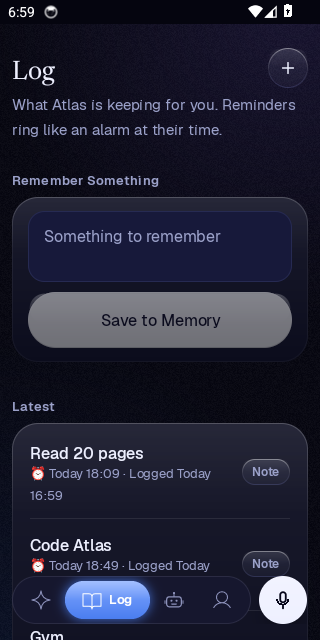 6:59
Log
What Atlas is keeping for you. Reminders
ring like an alarm at their time.
Remember Something
Something to remember
Save to Memory
Latest
Read 20 pages
⏰ Today 18:09 · Logged Today
16:59
Note
Code Atlas
⏰ Today 18:49 · Logged Today
Note
Log
Gym